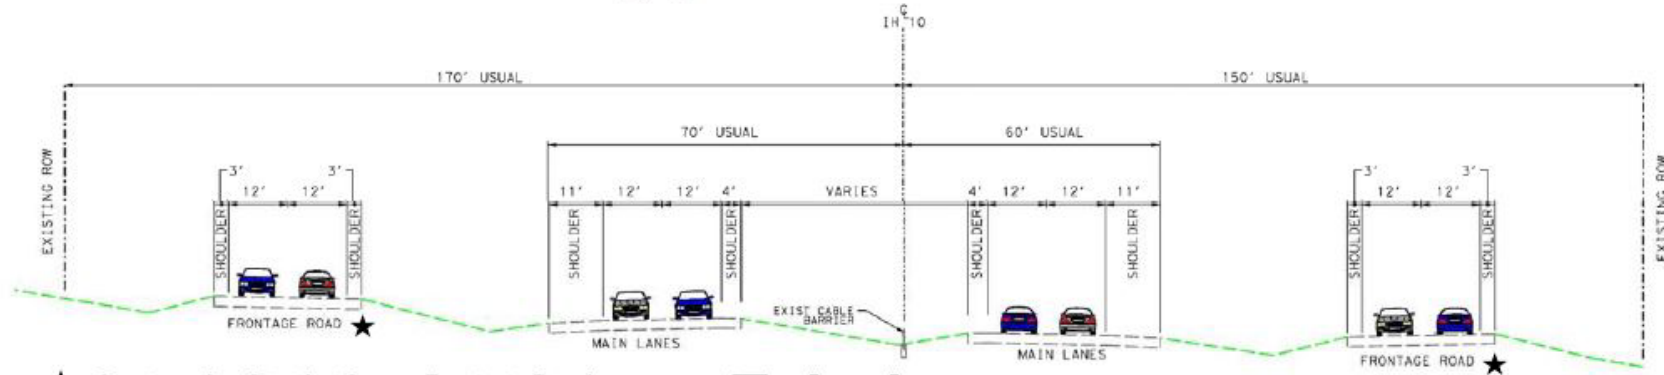 ℄
IH 10
170' USUAL
150' USUAL
70' USUAL
60' USUAL
EXISTING ROW
3'
3'
12'
12'
SHOULDER
SHOULDER
FRONTAGE ROAD ★
11'
12'
12'
4'
SHOULDER
SHOULDER
MAIN LANES
VARIES
EXIST CABLE
BARRIER
4'
12'
12'
11'
SHOULDER
SHOULDER
MAIN LANES
3'
3'
12'
12'
SHOULDER
SHOULDER
FRONTAGE ROAD ★
EXISTING ROW